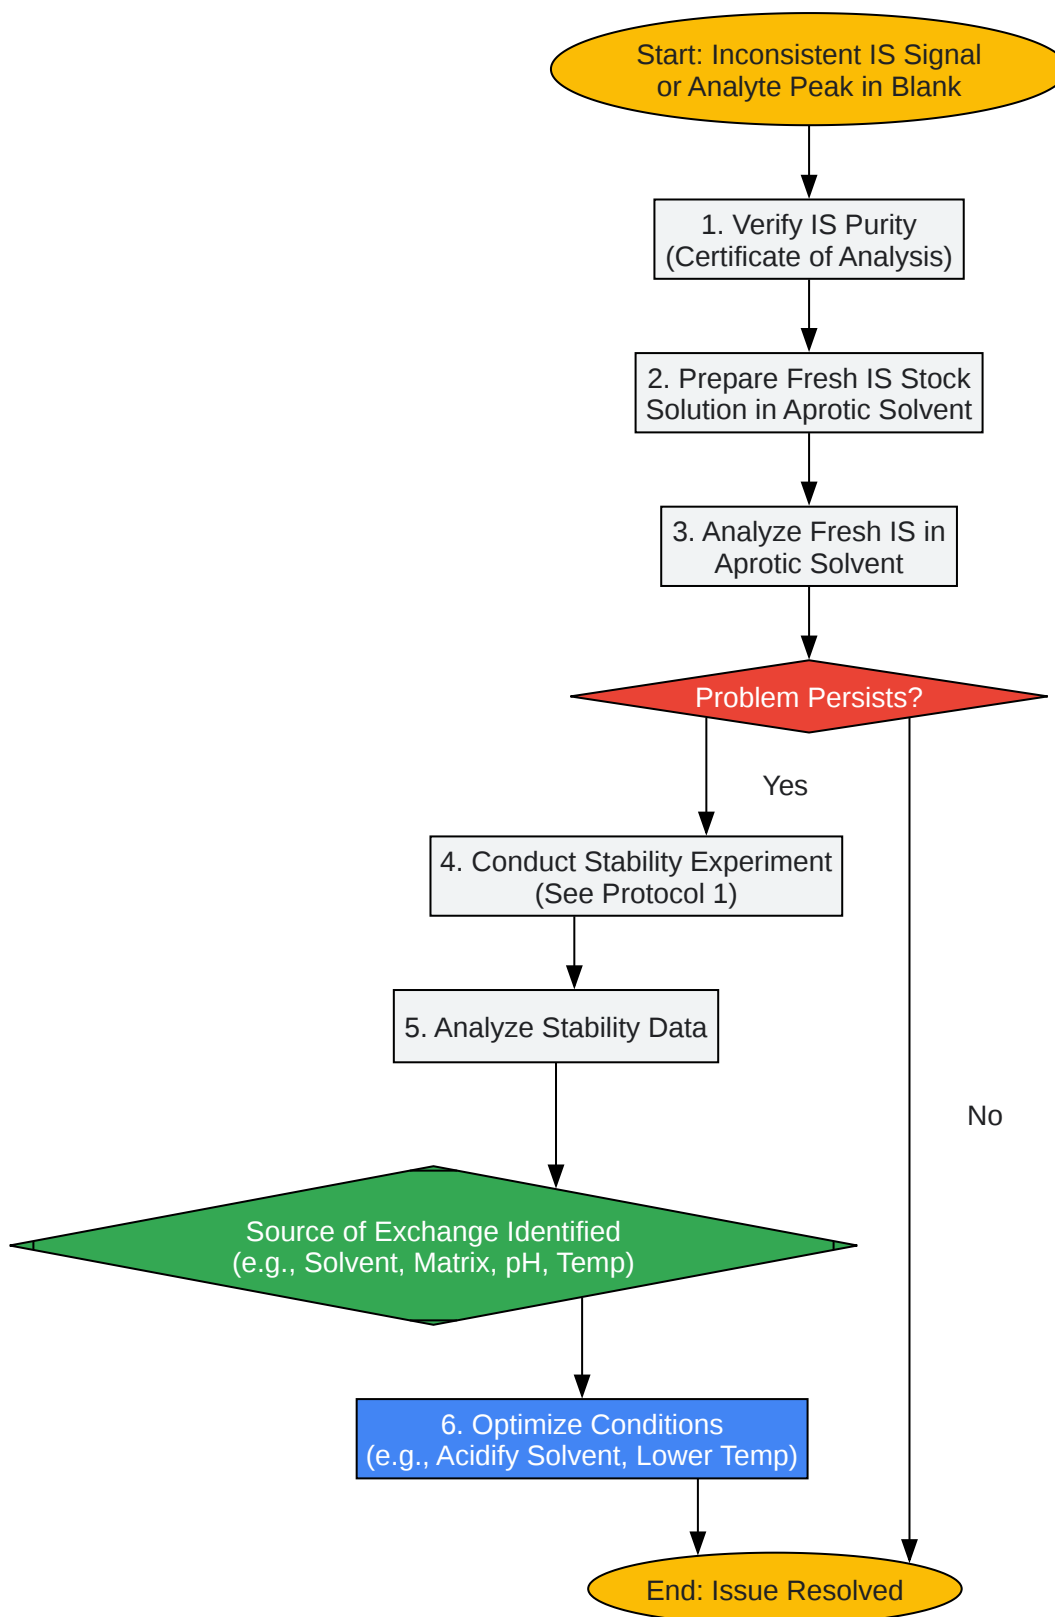 Start: Inconsistent IS Signal
or Analyte Peak in Blank
1. Verify IS Purity
(Certificate of Analysis)
2. Prepare Fresh IS Stock
Solution in Aprotic Solvent
3. Analyze Fresh IS in
Aprotic Solvent
Problem Persists?
Yes
4. Conduct Stability Experiment
(See Protocol 1)
5. Analyze Stability Data
No
Source of Exchange Identified
(e.g., Solvent, Matrix, pH, Temp)
6. Optimize Conditions
(e.g., Acidify Solvent, Lower Temp)
End: Issue Resolved